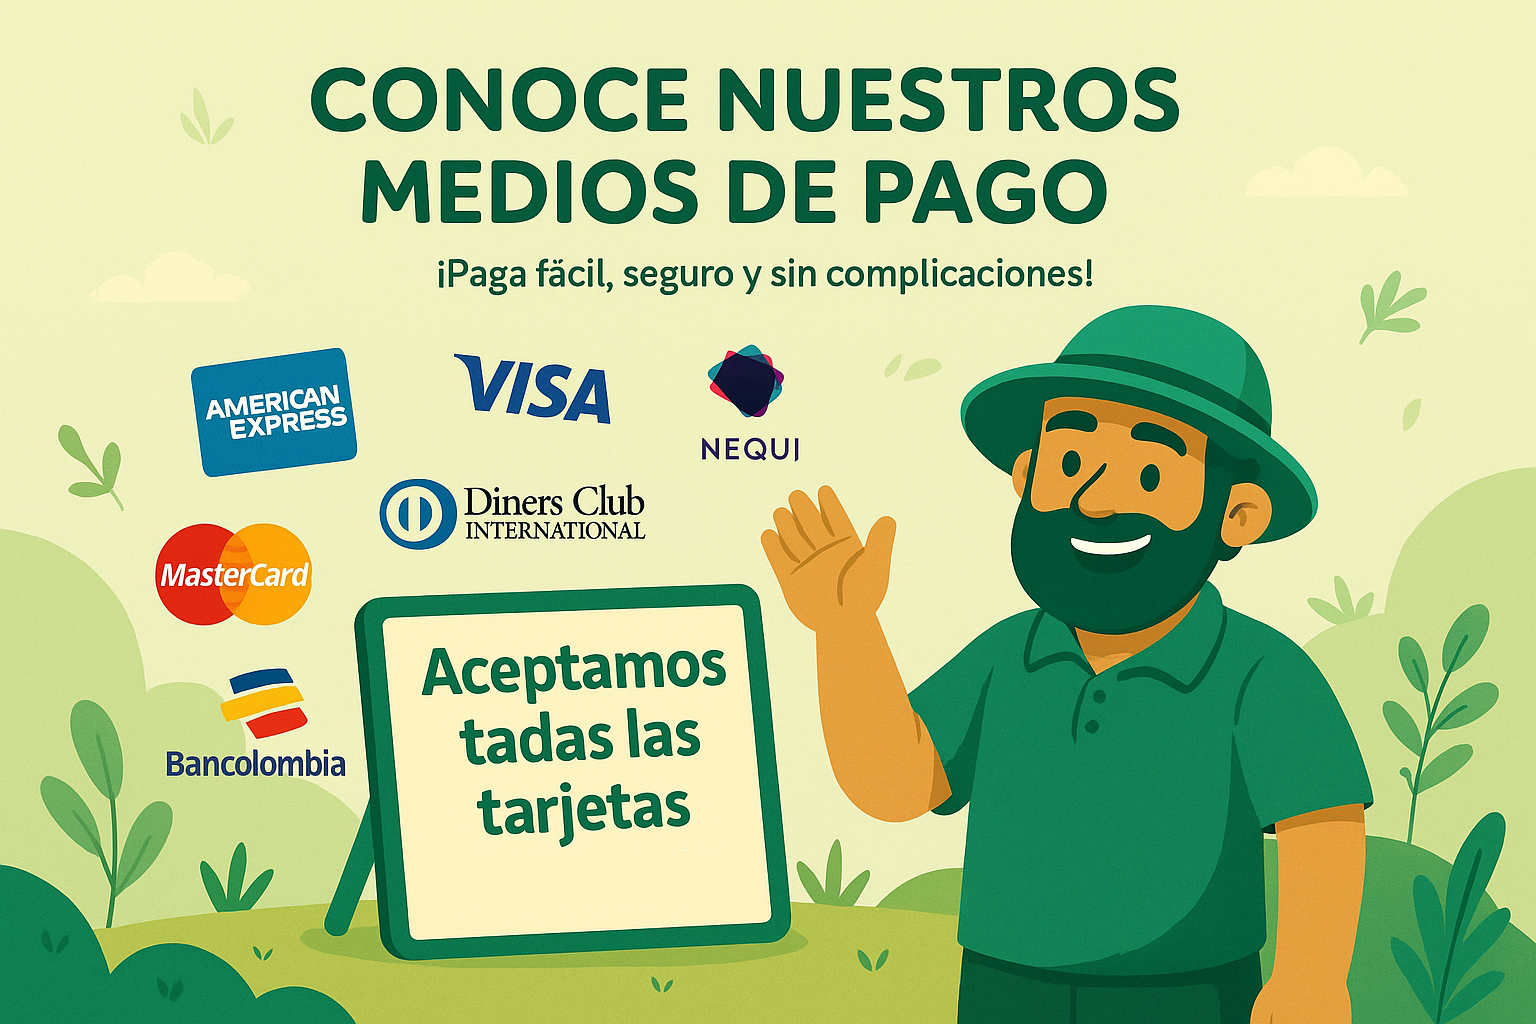 CONOCE NUESTROS
MEDIOS DE PAGO
¡Paga fäcil, seguro y sin complicaciones!
AMERICAN
EXPRESS
VISA
NEQUI
Diners Club
INTERNATIONAL
MasterCard
Bancolombia
Aceptamos
tadas las
tarjetas